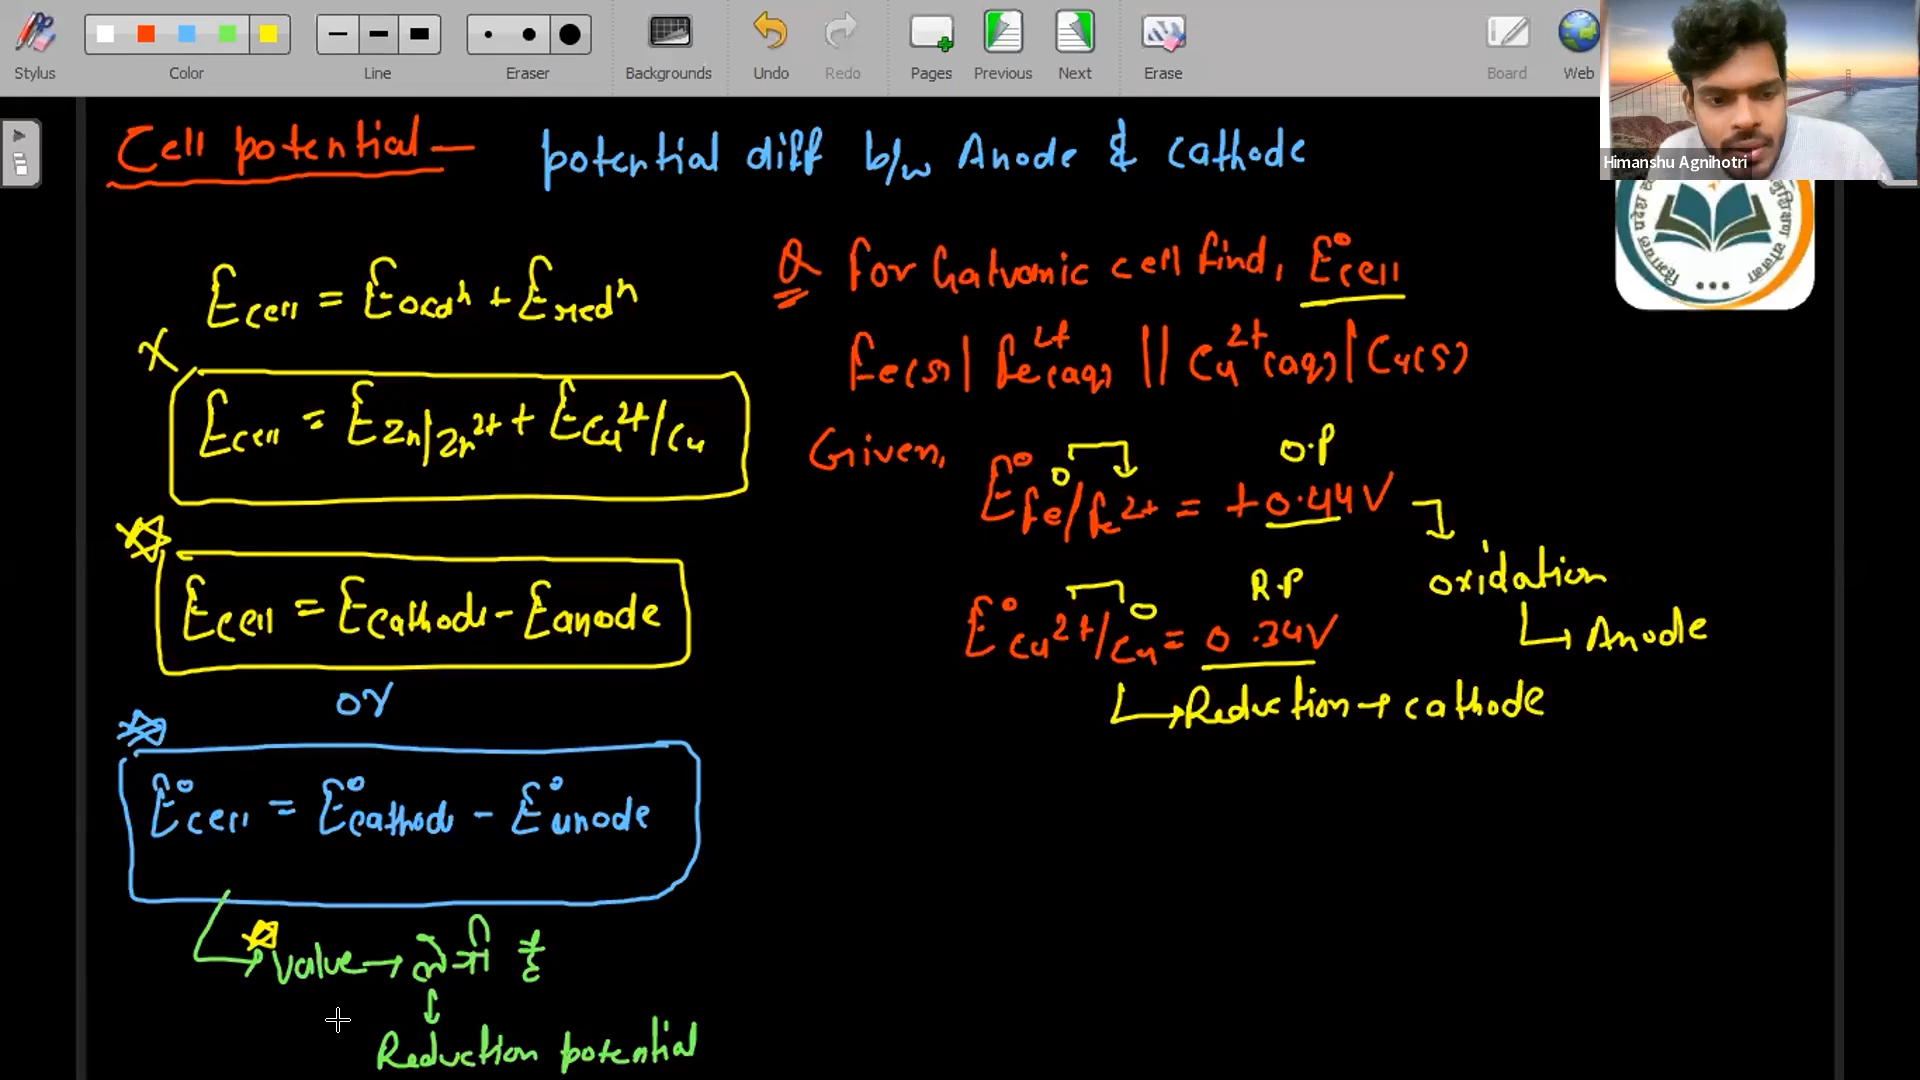 Stylus Color Line Eraser Backgrounds Undo Redo Pages Previous Next Erase Board Web
Himanshu Agnihotri
Cell potential — potential diff b/w Anode & cathode
Ecell = Eoxdⁿ + Eredⁿ
X
Ecell = EZn/Zn²⁺ + ECu²⁺/Cu
Ecell = Ecathode - Eanode
or
E°cell = E°cathode - E°anode
Value → लेनी है
Reduction potential
Q for Galvanic cell find, E°cell
Fe(s) | Fe²⁺(aq) || Cu²⁺(aq) | Cu(s)
Given,
O.P
E°Fe/Fe²⁺ = +0.44V
0
oxidation
Anode
R.P
E°Cu²⁺/Cu = 0.34V
0
Reduction → cathode